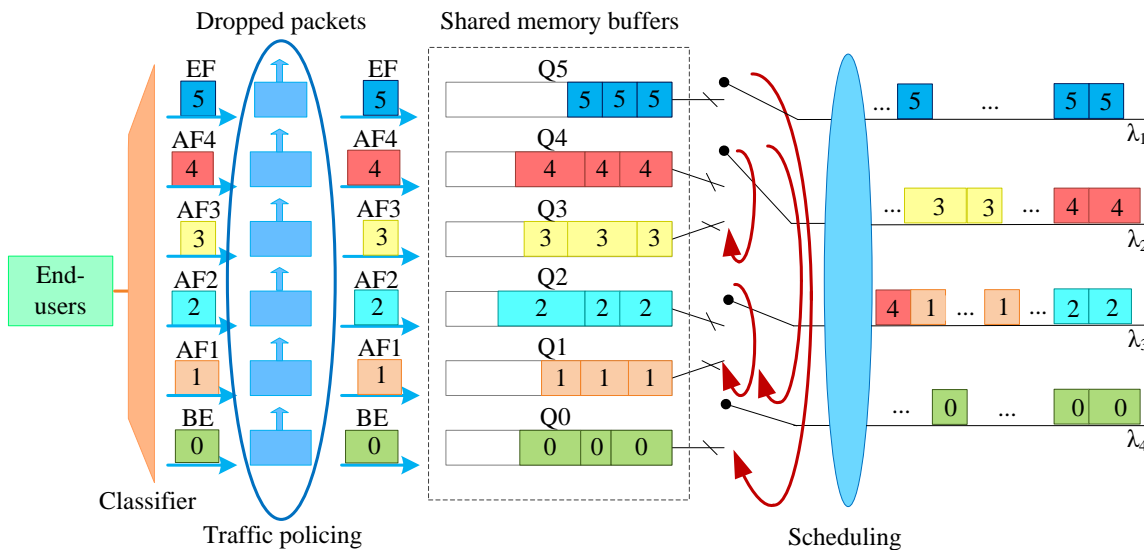 Dropped packets
Shared memory buffers
EF
EF
Q5
5
5
5 5 5
... 5 ... 5 5
λ1
AF4
AF4
Q4
4
4
4 4 4
AF3
AF3
Q3
3
3
3 3 3
... 3 3 ... 4 4
λ2
End-
users
AF2
AF2
Q2
2
2
2 2 2
4 1 ... 1 ... 2 2
λ3
AF1
AF1
Q1
1
1
1 1 1
BE
BE
Q0
0
0
0 0 0
... 0 ... 0 0
λ4
Classifier
Traffic policing
Scheduling